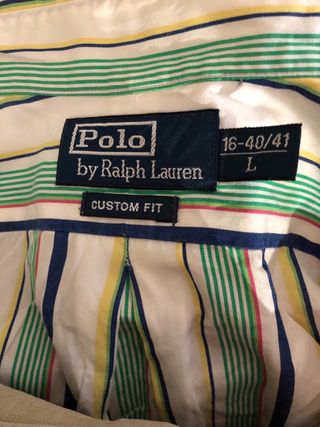 Polo
by Ralph Lauren
16-40/41
L
CUSTOM FIT